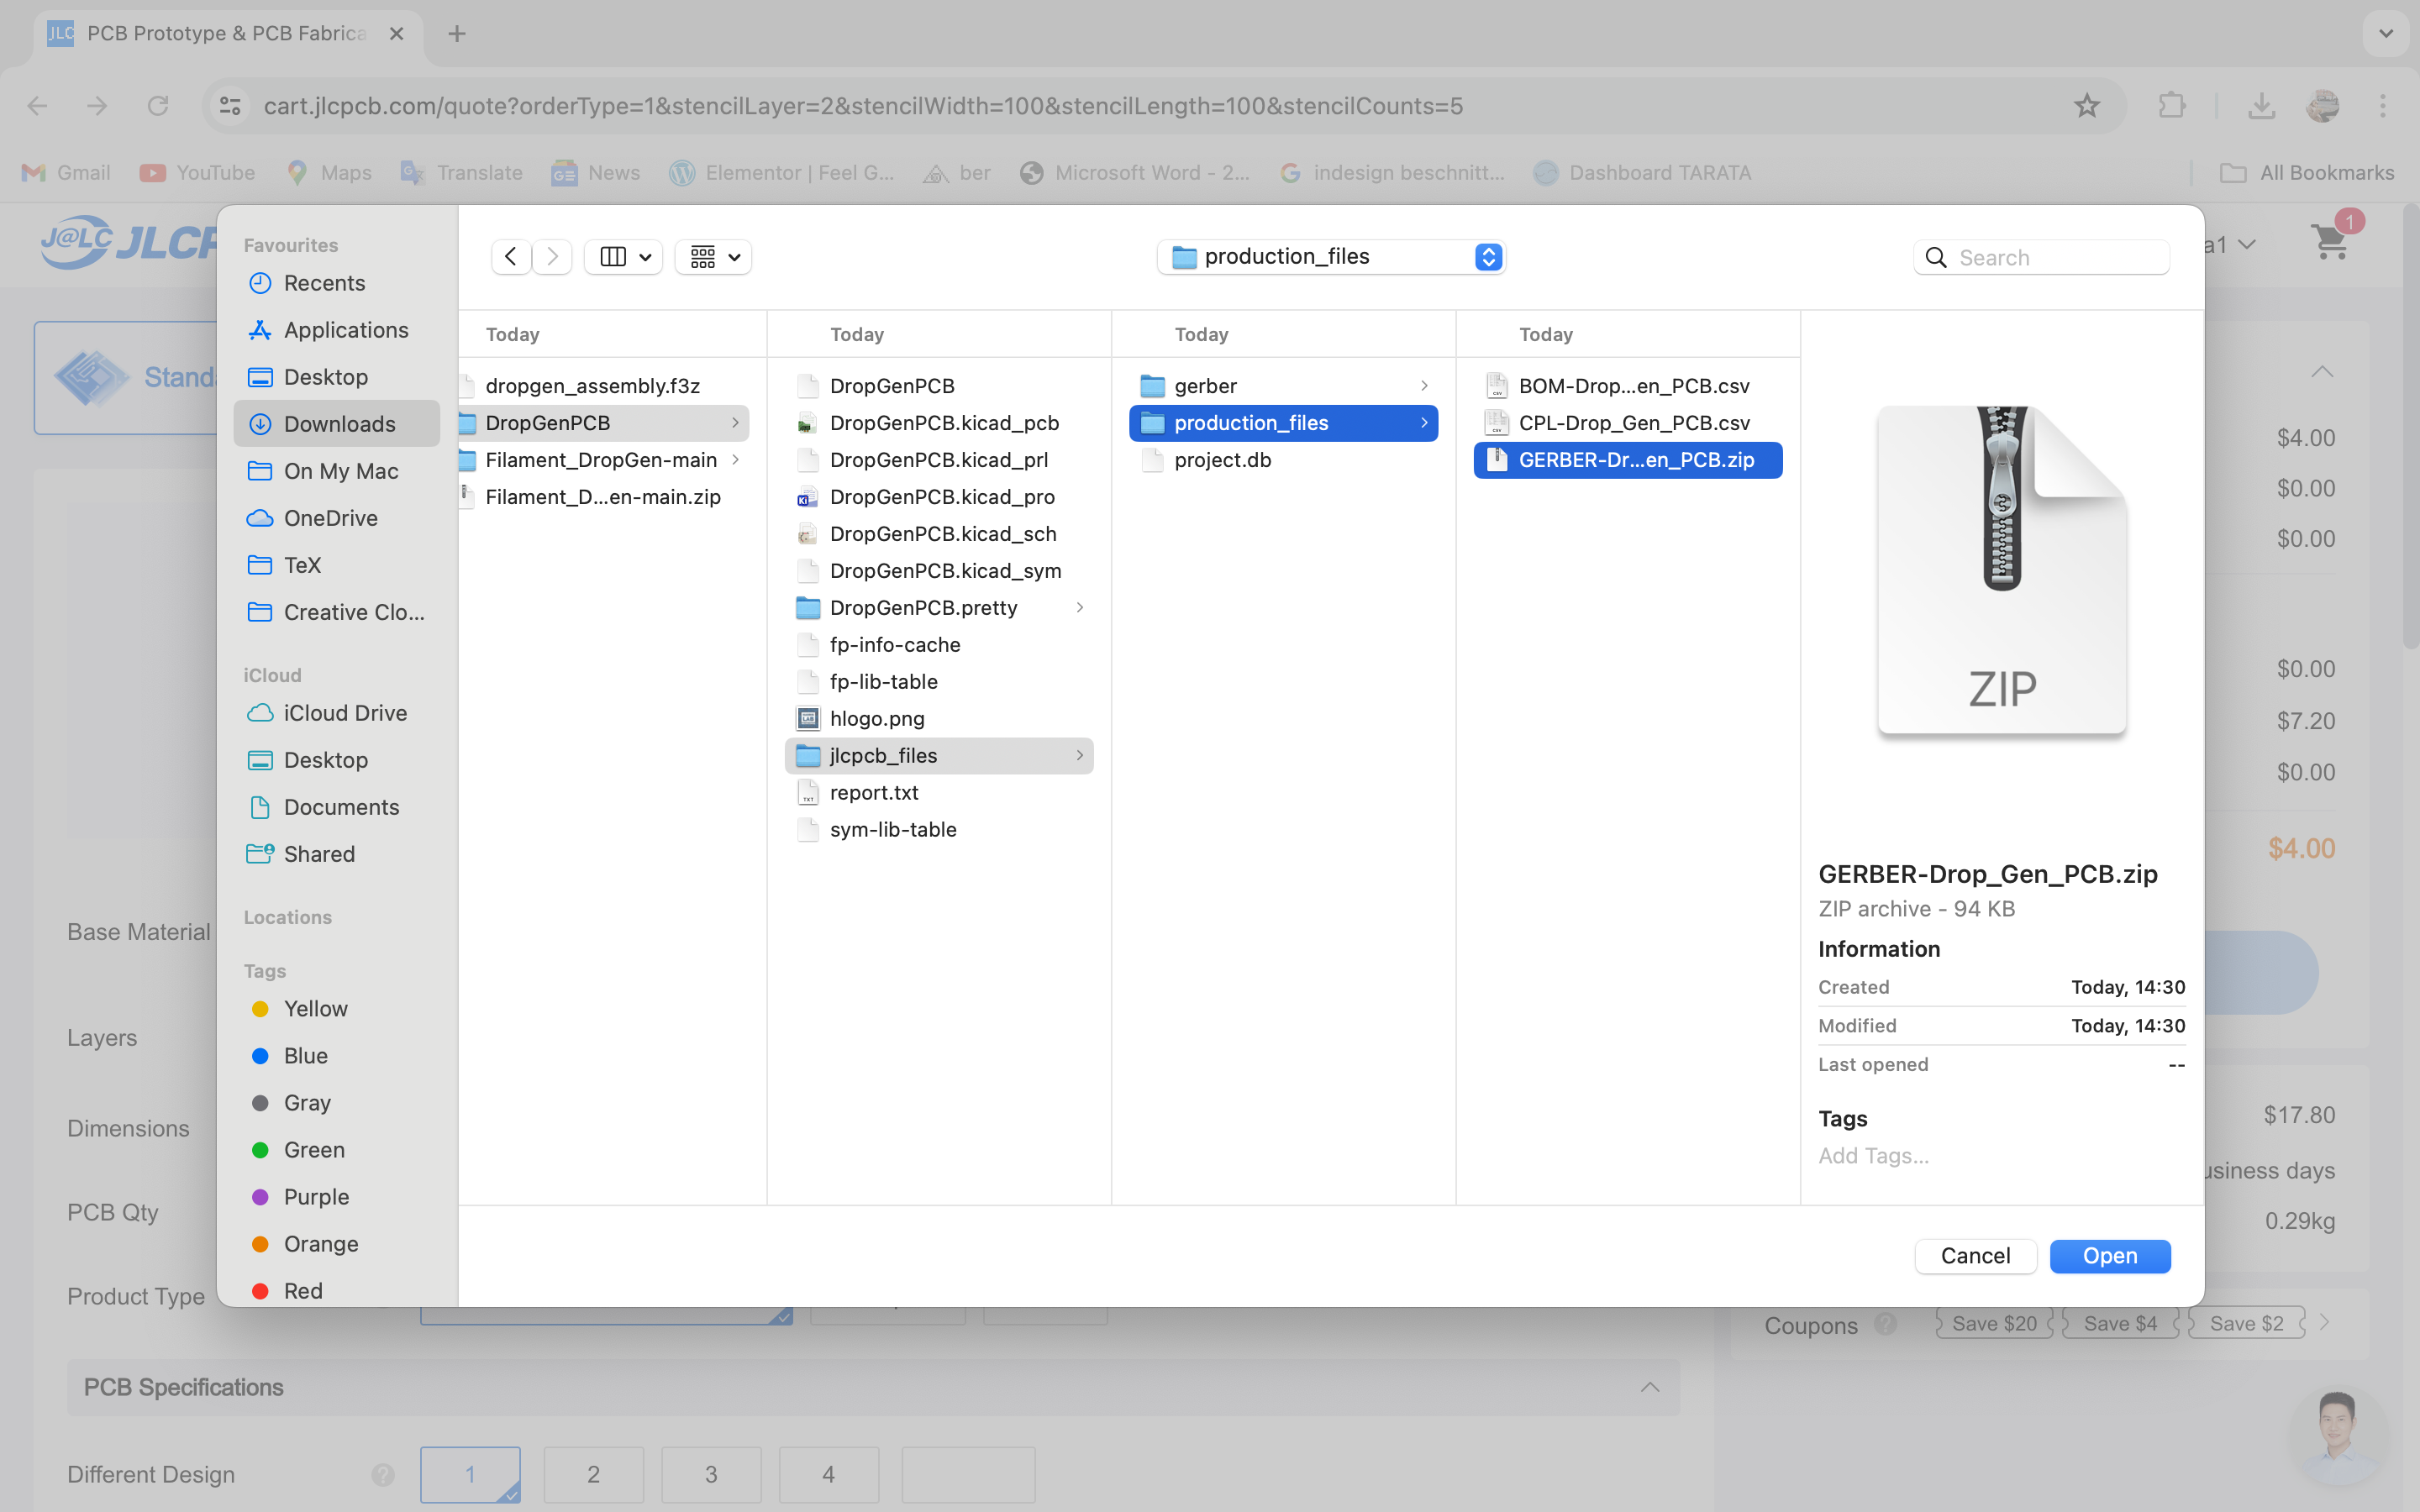 JLC PCB Prototype & PCB Fabrica
cart.jlcpcb.com/quote?orderType=1&stencilLayer=2&stencilWidth=100&stencilLength=100&stencilCounts=5
Gmail YouTube Maps Translate News Elementor | Feel G... ber Microsoft Word - 2... indesign beschnitt... Dashboard TARATA All Bookmarks
J@LC JLCP
a1 1
Favourites
Recents
Applications
Desktop
Downloads
On My Mac
OneDrive
TeX
Creative Clo...
iCloud
iCloud Drive
Desktop
Documents
Shared
Locations
Tags
Yellow
Blue
Gray
Green
Purple
Orange
Red
production_files
Search
Today
dropgen_assembly.f3z
DropGenPCB
Filament_DropGen-main
Filament_D...en-main.zip
Today
DropGenPCB
DropGenPCB.kicad_pcb
DropGenPCB.kicad_prl
DropGenPCB.kicad_pro
DropGenPCB.kicad_sch
DropGenPCB.kicad_sym
DropGenPCB.pretty
fp-info-cache
fp-lib-table
hlogo.png
jlcpcb_files
report.txt
sym-lib-table
Today
gerber
production_files
project.db
Today
BOM-Drop...en_PCB.csv
CPL-Drop_Gen_PCB.csv
GERBER-Dr...en_PCB.zip
ZIP
GERBER-Drop_Gen_PCB.zip
ZIP archive - 94 KB
Information
Created Today, 14:30
Modified Today, 14:30
Last opened --
Tags
Add Tags...
Cancel Open
Standa
Base Material
Layers
Dimensions
PCB Qty
Product Type
PCB Specifications
Different Design 1 2 3 4
$4.00
$0.00
$0.00
$0.00
$7.20
$0.00
$4.00
$17.80
usiness days
0.29kg
Coupons Save $20 Save $4 Save $2